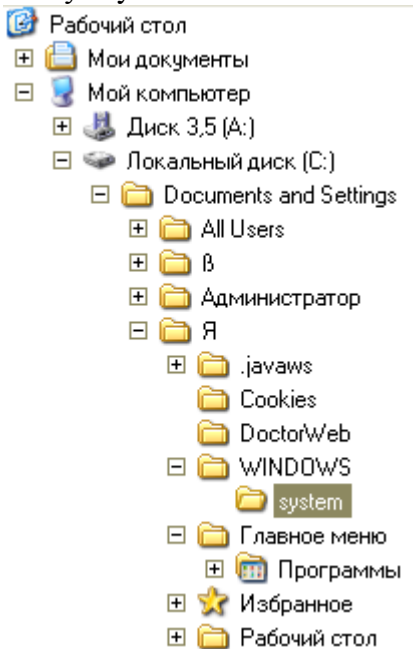 Рабочий стол
Мои документы
Мой компьютер
Диск 3,5 (A:)
Локальный диск (C:)
Documents and Settings
All Users
ß
Администратор
Я
.javaws
Cookies
DoctorWeb
WINDOWS
system
Главное меню
Программы
Избранное
Рабочий стол